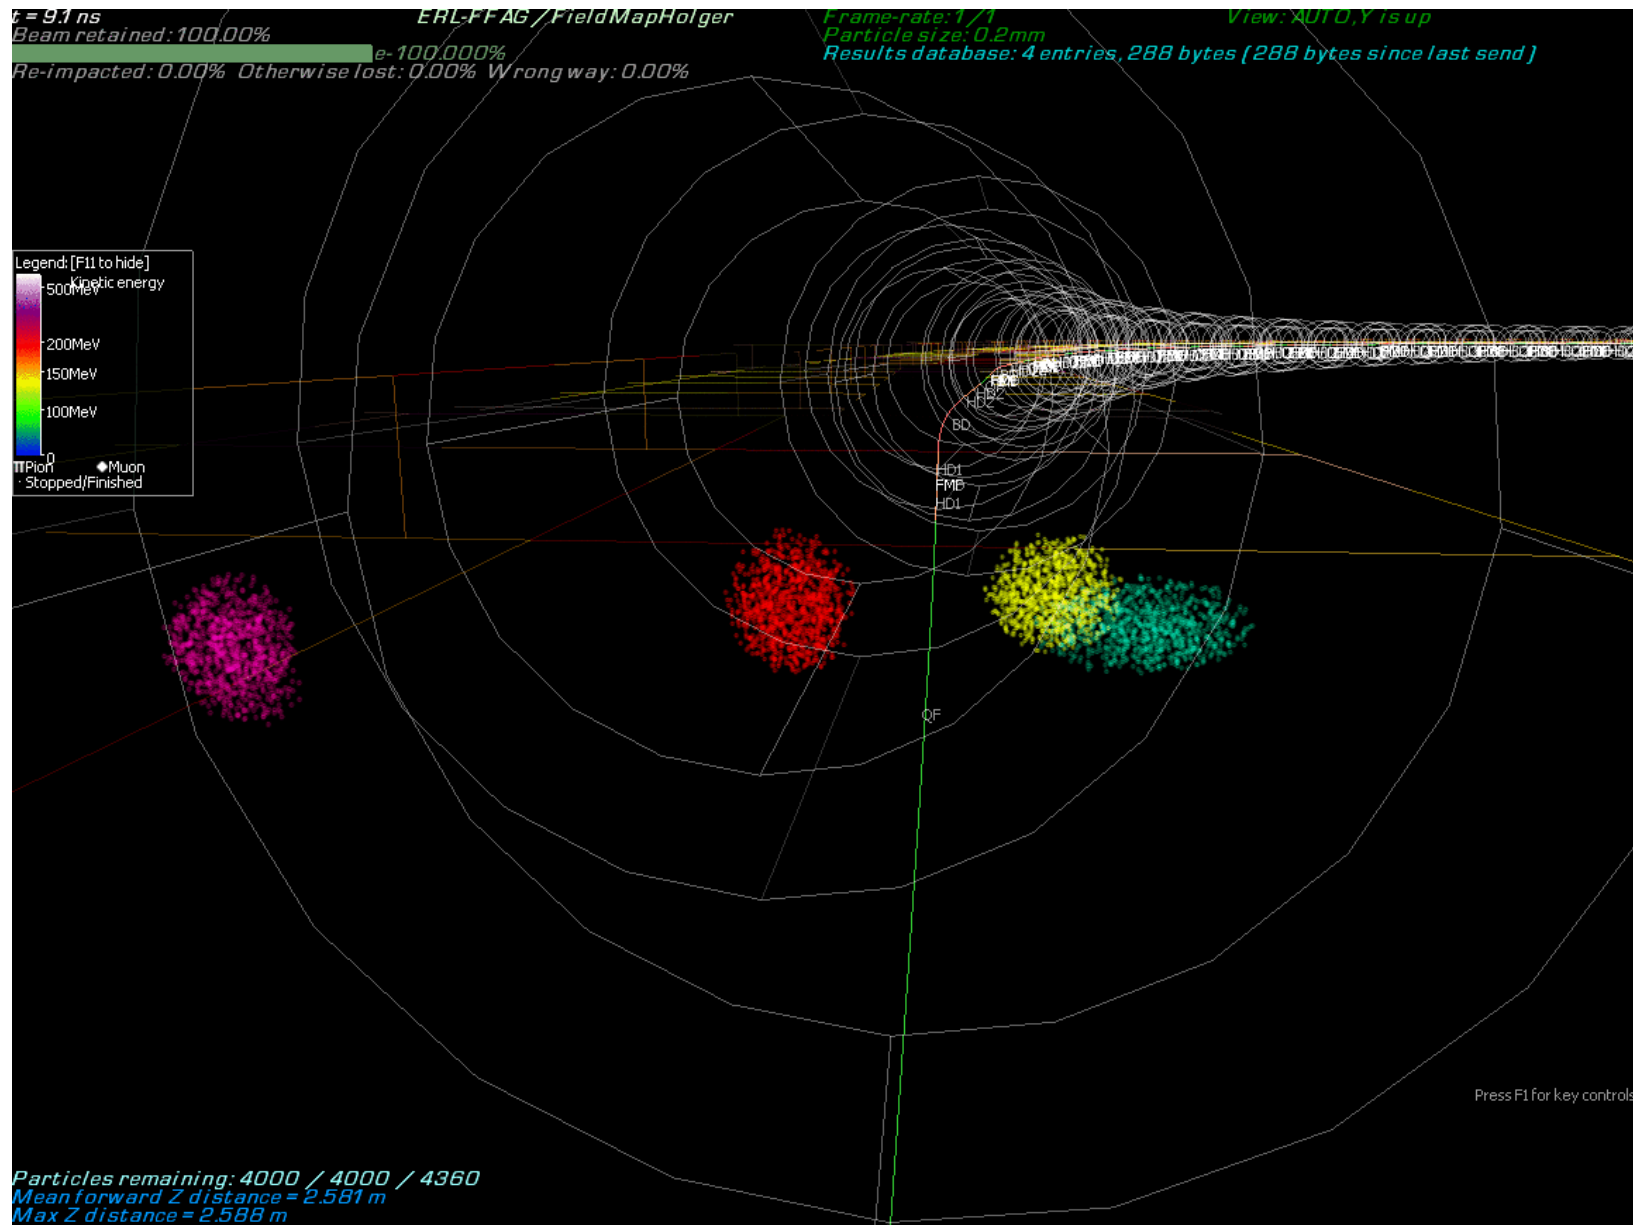 t = 9.1 ns
ERL-FFAG / FieldMapHolger
Frame-rate: 1 / 1
View: AUTO, Y is up
Beam retained: 100.00%
Particle size: 0.2mm
e- 100.000%
Results database: 4 entries, 288 bytes (288 bytes since last send)
Re-impacted: 0.00% Otherwise lost: 0.00% Wrong way: 0.00%
Legend: [F11 to hide]
Kinetic energy
500MeV
200MeV
150MeV
100MeV
0
Pion
Muon
Stopped/Finished
BD
HD1
FMD
HD1
QF
Press F1 for key controls
Particles remaining: 4000 / 4000 / 4360
Mean forward Z distance = 2.581 m
Max Z distance = 2.588 m